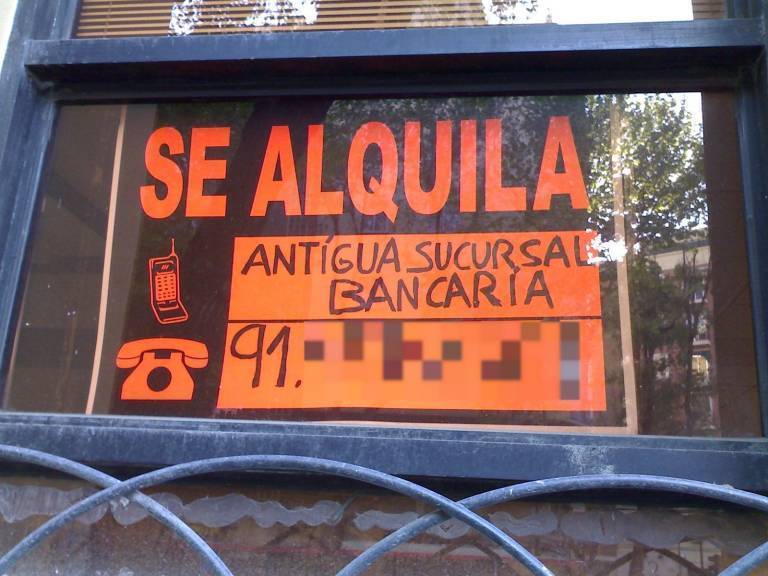 SE ALQUILA
ANTÍGUA SUCURSAL
BANCARÍA
91.